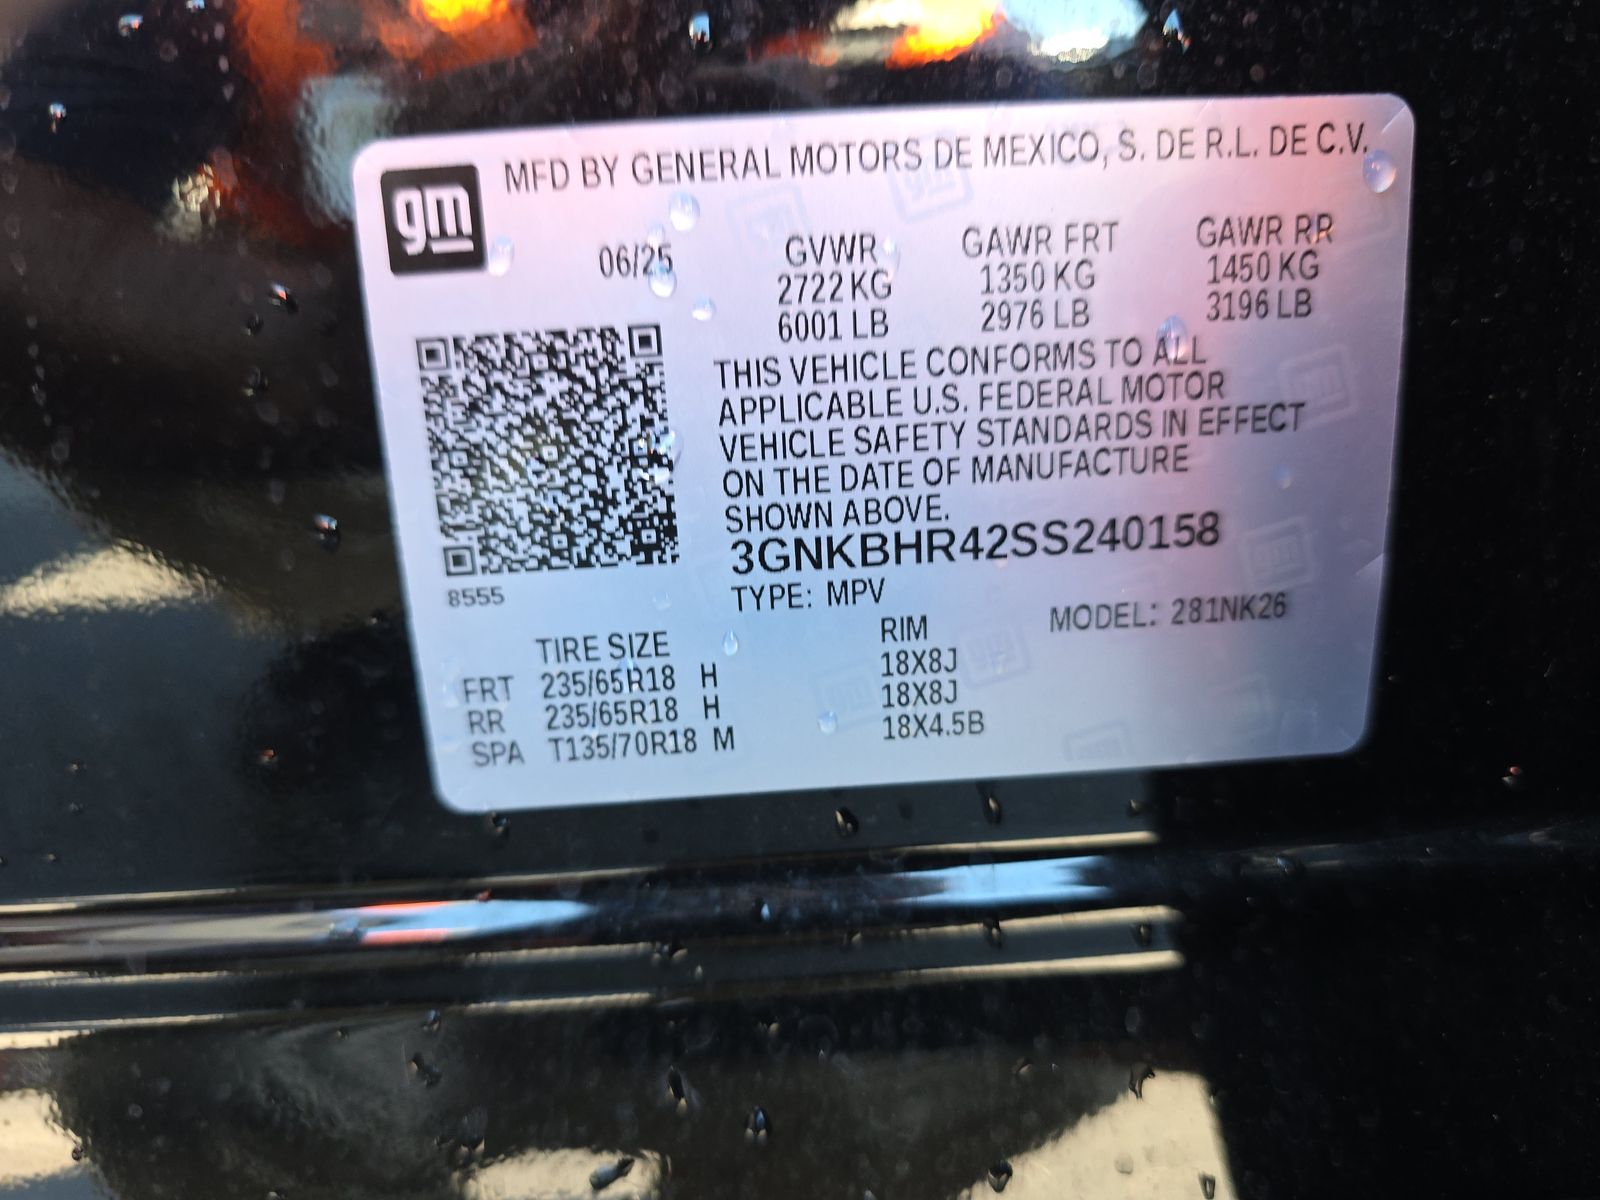 gm
MFD BY GENERAL MOTORS DE MEXICO, S. DE R.L. DE C.V.
06/25
GVWR GAWR FRT GAWR RR
2722 KG 1350 KG 1450 KG
6001 LB 2976 LB 3196 LB
THIS VEHICLE CONFORMS TO ALL
APPLICABLE U.S. FEDERAL MOTOR
VEHICLE SAFETY STANDARDS IN EFFECT
ON THE DATE OF MANUFACTURE
SHOWN ABOVE.
3GNKBHR42SS240158
8555
TYPE: MPV MODEL: 281NK26
TIRE SIZE RIM
FRT 235/65R18 H 18X8J
RR 235/65R18 H 18X8J
SPA T135/70R18 M 18X4.5B